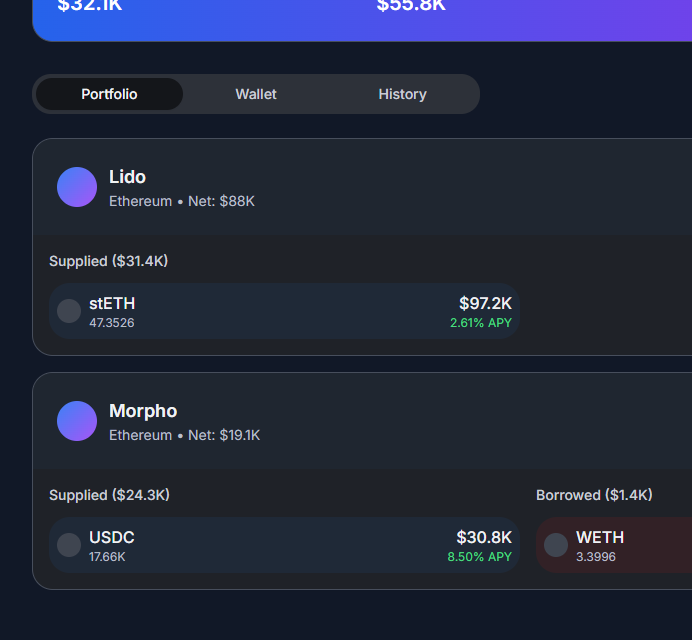 $32.1K $55.8K
Portfolio Wallet History
Lido
Ethereum • Net: $88K
Supplied ($31.4K)
stETH $97.2K
47.3526 2.61% APY
Morpho
Ethereum • Net: $19.1K
Supplied ($24.3K) Borrowed ($1.4K)
USDC $30.8K WETH
17.66K 8.50% APY 3.3996